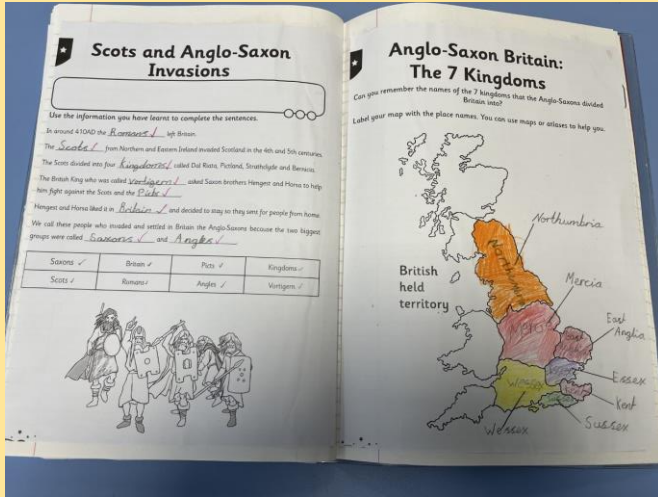 Scots and Anglo-Saxon
Invasions
Use the information you have learnt to complete the sentences.
In around 410AD the Romans left Britain.
The Scots from Northern and Eastern Ireland invaded Scotland in the 4th and 5th centuries.
The Scots divided into four kingdoms called Dal Riata, Pictland, Strathclyde and Bernicia.
The British King who was called Vortigern asked Saxon brothers Hengest and Horsa to help
him fight against the Scots and the Picts
Hengest and Horsa liked it in Britain and decided to stay so they sent for people from home.
We call these people who invaded and settled in Britain the Anglo-Saxons because the two biggest
groups were called Saxons and Angles
Saxons ✓ Britain ✓ Picts ✓ Kingdoms ✓
Scots ✓ Romans ✓ Angles ✓ Vortigern ✓
Anglo-Saxon Britain:
The 7 Kingdoms
Can you remember the names of the 7 kingdoms that the Anglo-Saxons divided
Britain into?
Label your map with the place names. You can use maps or atlases to help you.
Northumbria
Northumbria
British
held
territory
Mercia
Mercia
East
Anglia
Essex
Kent
Sussex
Wessex
Wessex